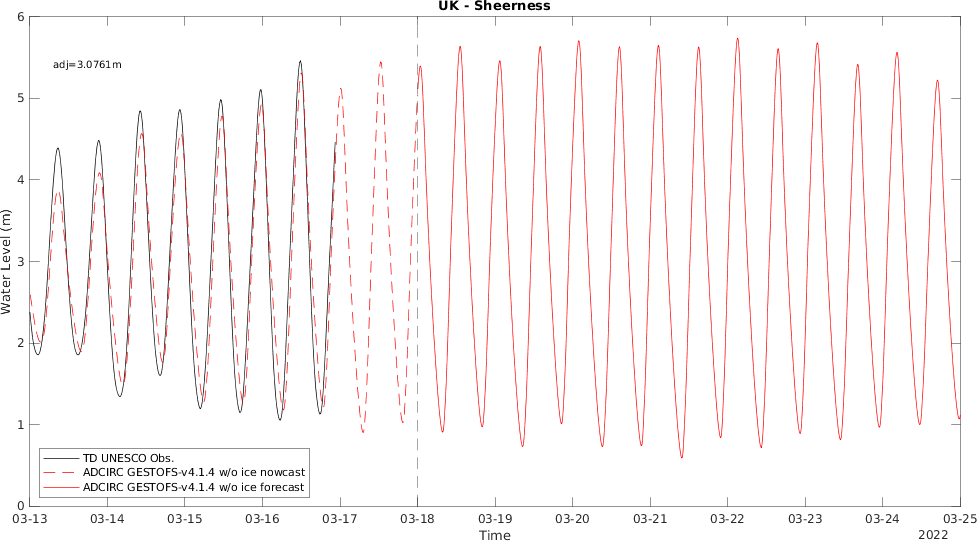 UK - Sheerness
adj=3.0761m
Water Level (m)
6
5
4
3
2
1
0
TD UNESCO Obs.
ADCIRC GESTOFS-v4.1.4 w/o ice nowcast
ADCIRC GESTOFS-v4.1.4 w/o ice forecast
03-13 03-14 03-15 03-16 03-17 03-18 03-19 03-20 03-21 03-22 03-23 03-24 03-25
Time
2022